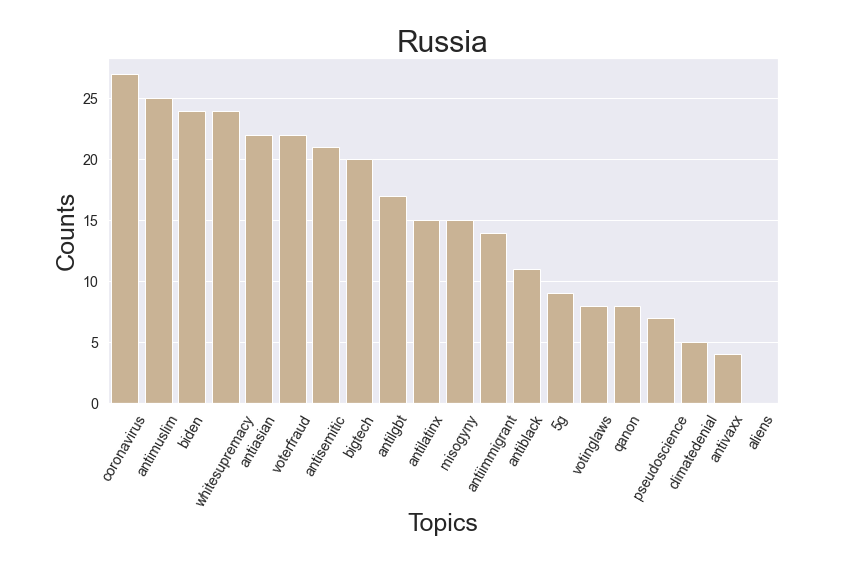 Russia
Counts
25
20
15
10
5
0
coronavirus
antimuslim
biden
whitesupremacy
antiasian
voterfraud
antisemitic
bigtech
antilgbt
antilatinx
misogyny
antiimmigrant
antiblack
5g
votinglaws
qanon
pseudoscience
climatedenial
antivaxx
aliens
Topics